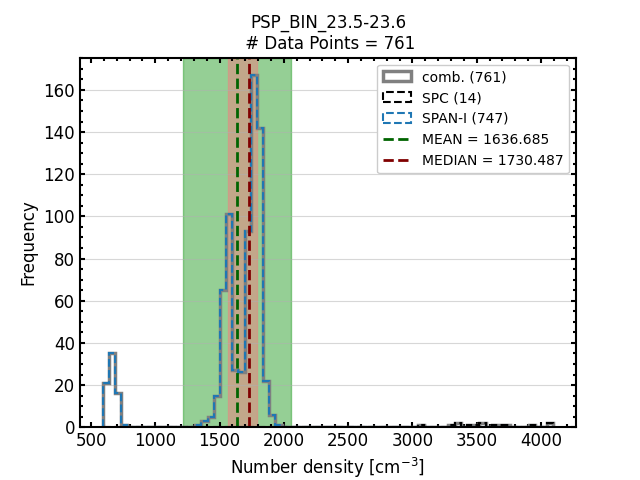 PSP_BIN_23.5-23.6
# Data Points = 761
comb. (761)
SPC (14)
SPAN-I (747)
MEAN = 1636.685
MEDIAN = 1730.487
Frequency
160
140
120
100
80
60
40
20
0
500 1000 1500 2000 2500 3000 3500 4000
Number density [cm⁻³]